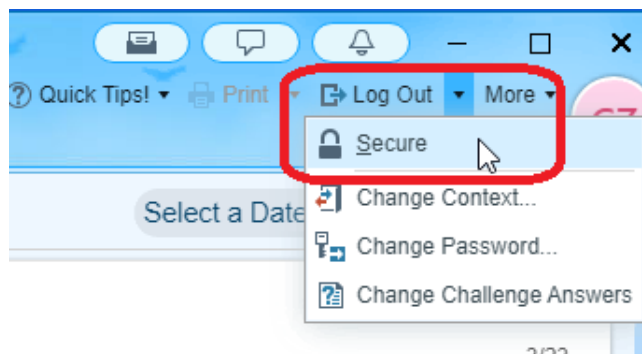 Quick Tips! Print Log Out More
Secure
Select a Date
Change Context...
Change Password...
Change Challenge Answers